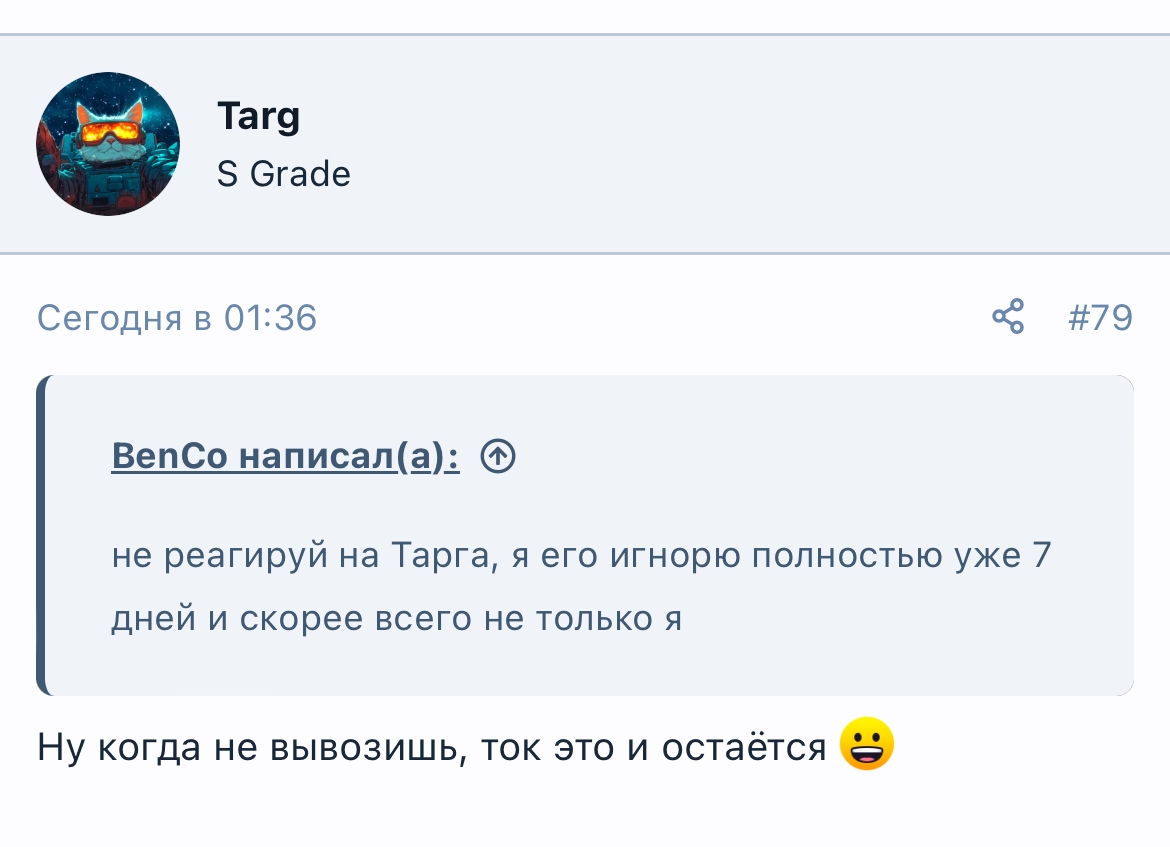 Targ
S Grade
Сегодня в 01:36
#79
BenCo написал(а):
не реагируй на Тарга, я его игнорю полностью уже 7
дней и скорее всего не только я
Ну когда не вывозишь, ток это и остаётся 😀